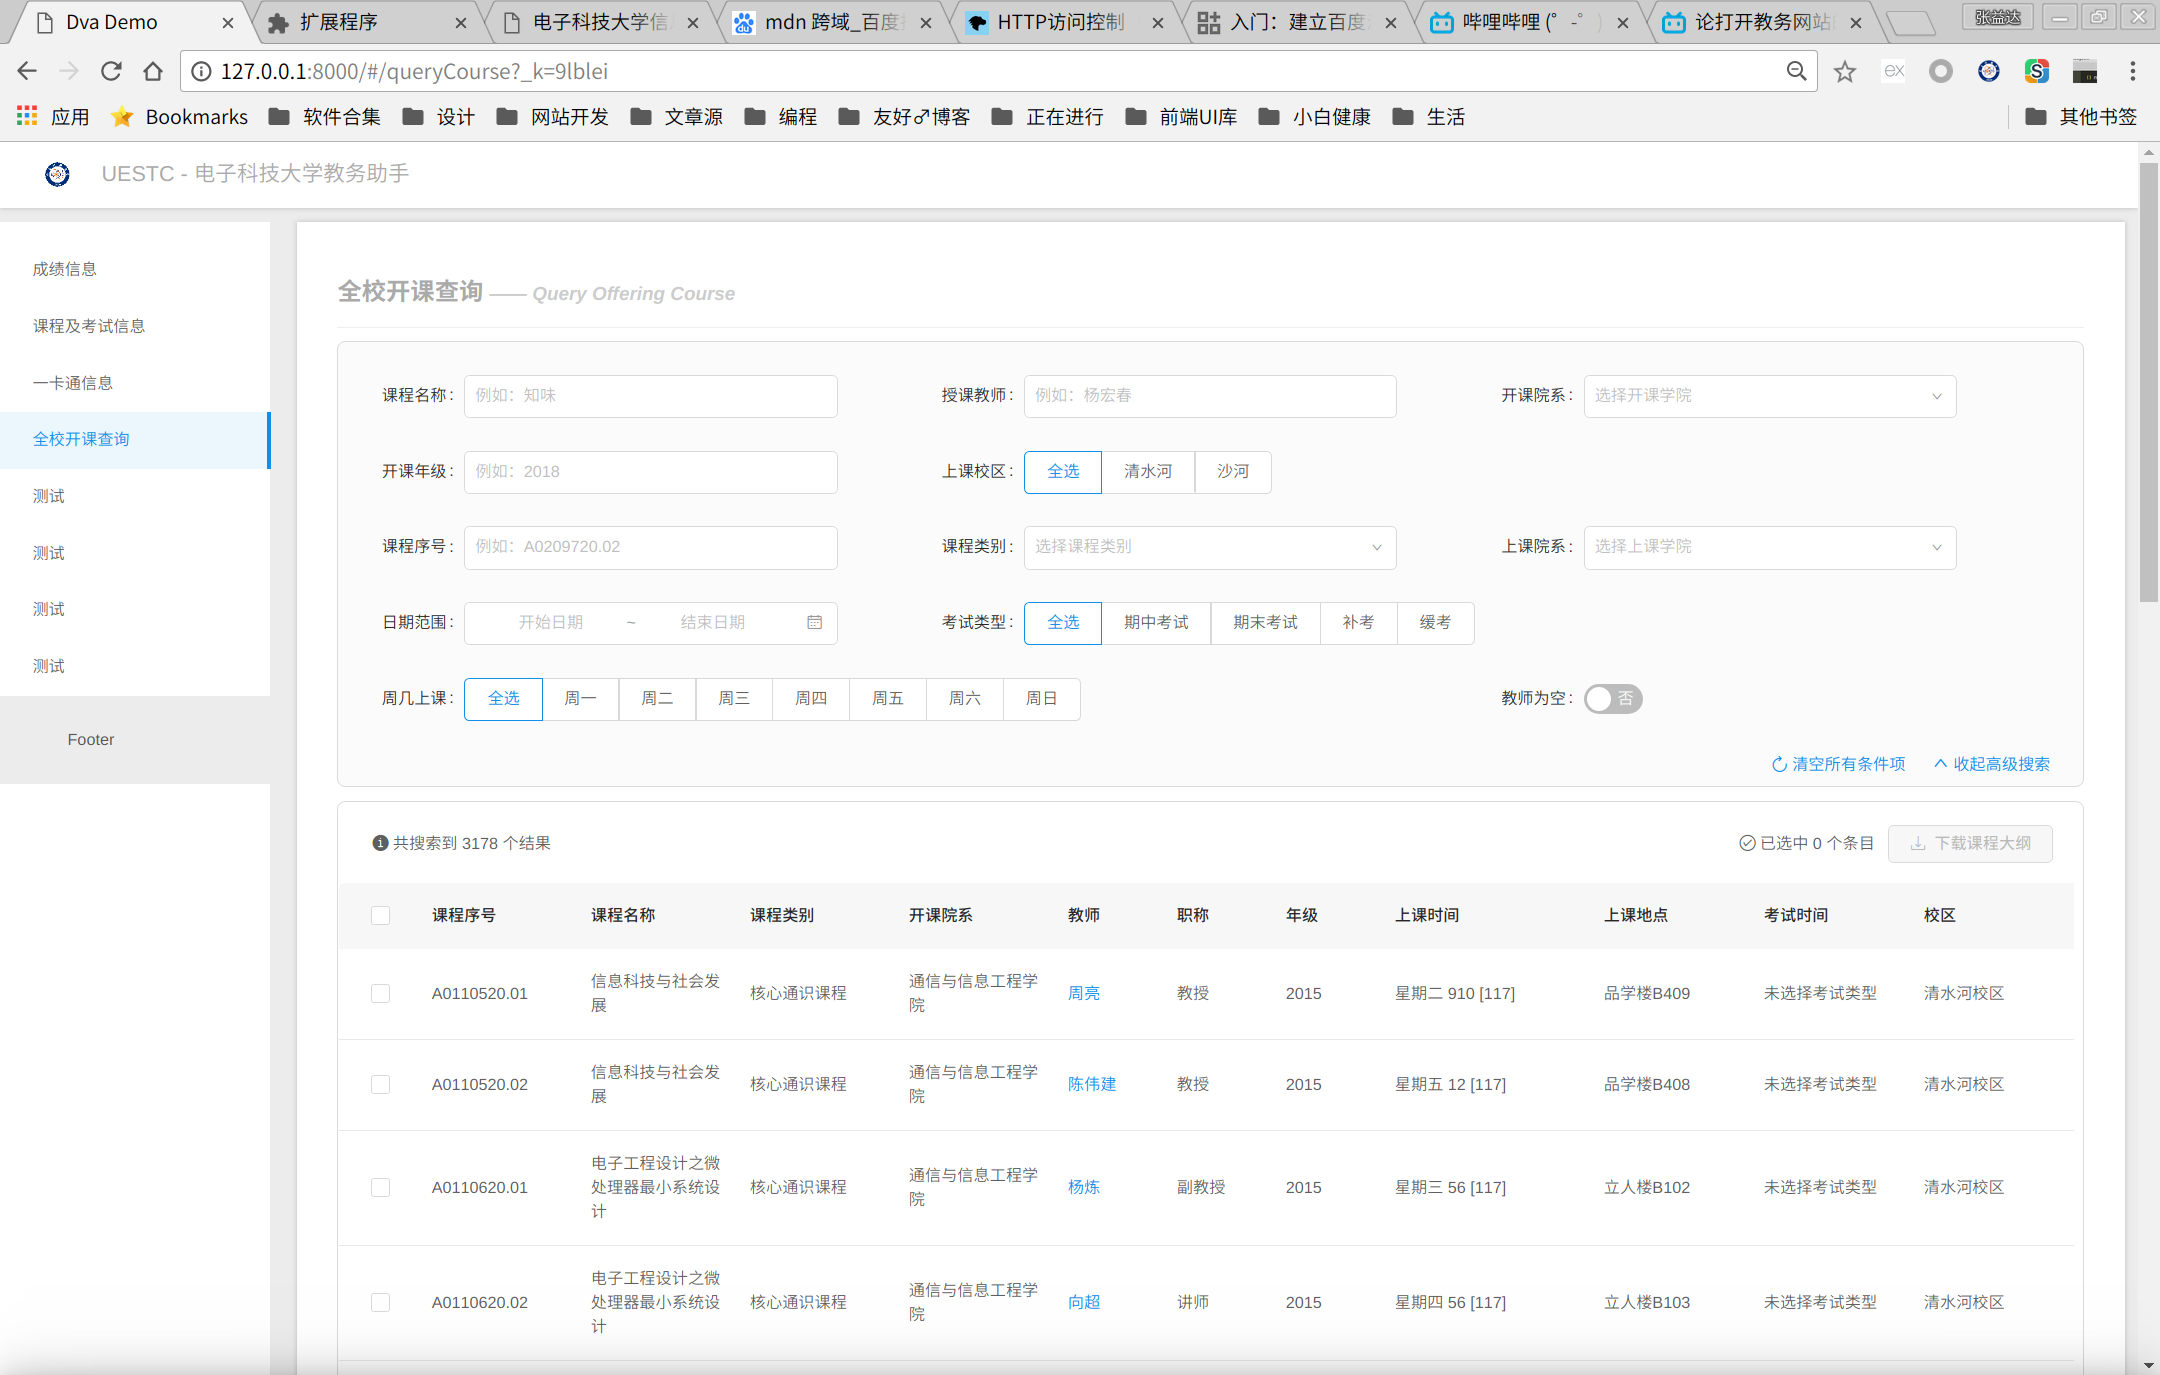 Dva Demo
扩展程序
电子科技大学信
mdn 跨域_百度
HTTP访问控制
入门：建立百度
哔哩哔哩 (゜-゜)
论打开教务网站
张益达
127.0.0.1:8000/#/queryCourse?_k=9lblei
应用 Bookmarks 软件合集 设计 网站开发 文章源 编程 友好♂博客 正在进行 前端UI库 小白健康 生活 其他书签
UESTC - 电子科技大学教务助手
成绩信息
课程及考试信息
一卡通信息
全校开课查询
测试
测试
测试
测试
Footer
全校开课查询 —— Query Offering Course
课程名称： 例如：知味 授课教师： 例如：杨宏春 开课院系： 选择开课学院
开课年级： 例如：2018 上课校区： 全选 清水河 沙河
课程序号： 例如：A0209720.02 课程类别： 选择课程类别 上课院系： 选择上课学院
日期范围： 开始日期 ~ 结束日期 考试类型： 全选 期中考试 期末考试 补考 缓考
周几上课： 全选 周一 周二 周三 周四 周五 周六 周日 教师为空： 否
清空所有条件项 收起高级搜索
共搜索到 3178 个结果 已选中 0 个条目 下载课程大纲
课程序号 课程名称 课程类别 开课院系 教师 职称 年级 上课时间 上课地点 考试时间 校区
A0110520.01 信息科技与社会发展 核心通识课程 通信与信息工程学院 周亮 教授 2015 星期二 910 [117] 品学楼B409 未选择考试类型 清水河校区
A0110520.02 信息科技与社会发展 核心通识课程 通信与信息工程学院 陈伟建 教授 2015 星期五 12 [117] 品学楼B408 未选择考试类型 清水河校区
A0110620.01 电子工程设计之微处理器最小系统设计 核心通识课程 通信与信息工程学院 杨炼 副教授 2015 星期三 56 [117] 立人楼B102 未选择考试类型 清水河校区
A0110620.02 电子工程设计之微处理器最小系统设计 核心通识课程 通信与信息工程学院 向超 讲师 2015 星期四 56 [117] 立人楼B103 未选择考试类型 清水河校区